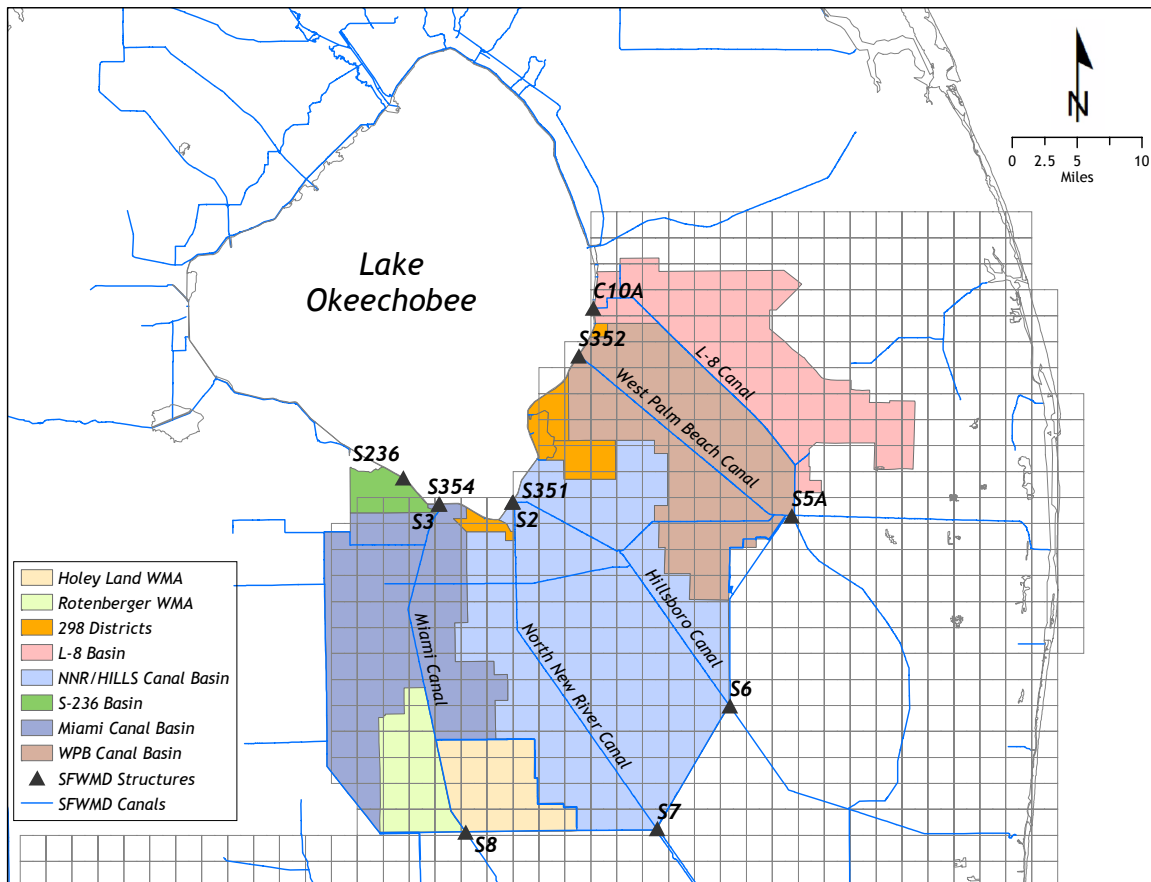 N
0 2.5 5 10
Miles
Lake
Okeechobee
C10A
S352
L-8 Canal
West Palm Beach Canal
S236
S354
S351
S3
S2
S5A
Hillsboro Canal
Miami Canal
North New River Canal
S6
S7
S8
Holey Land WMA
Rotenberger WMA
298 Districts
L-8 Basin
NNR/HILLS Canal Basin
S-236 Basin
Miami Canal Basin
WPB Canal Basin
SFWMD Structures
SFWMD Canals